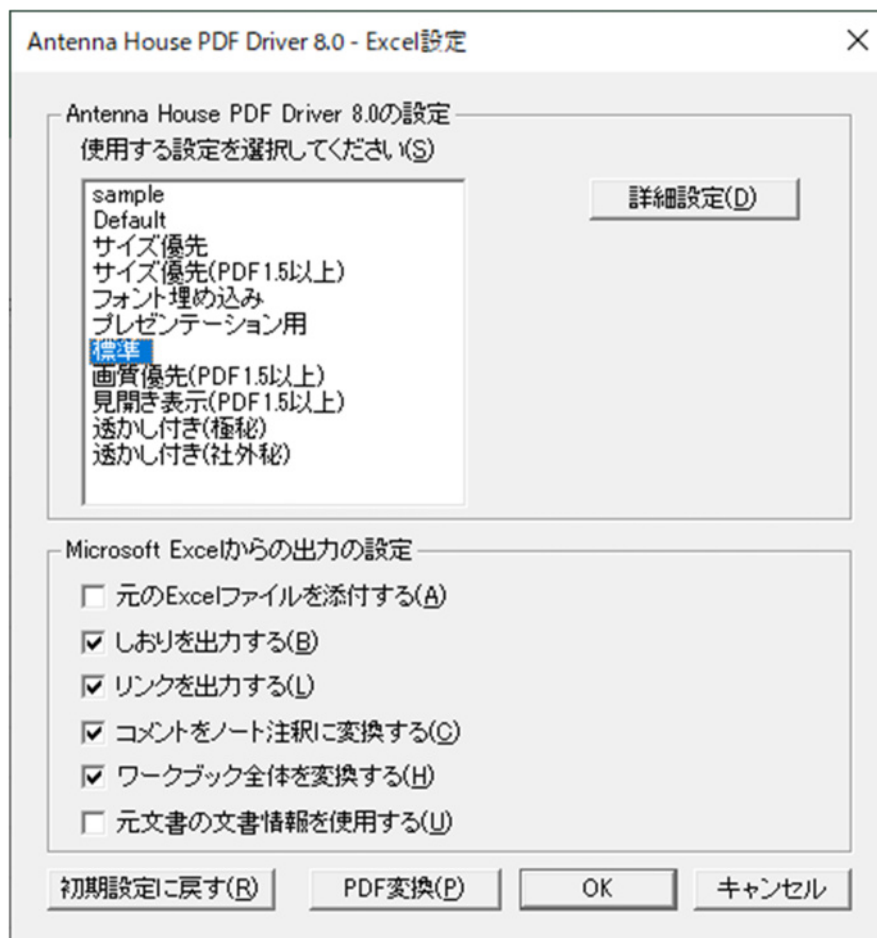 Antenna House PDF Driver 8.0 - Excel設定
Antenna House PDF Driver 8.0の設定
使用する設定を選択してください(S)
詳細設定(D)
sample
Default
サイズ優先
サイズ優先(PDF1.5以上)
フォント埋め込み
プレゼンテーション用
標準
画質優先(PDF1.5以上)
見開き表示(PDF1.5以上)
透かし付き(極秘)
透かし付き(社外秘)
Microsoft Excelからの出力の設定
元のExcelファイルを添付する(A)
しおりを出力する(B)
リンクを出力する(L)
コメントをノート注釈に変換する(C)
ワークブック全体を変換する(H)
元文書の文書情報を使用する(U)
初期設定に戻す(R) PDF変換(P) OK キャンセル